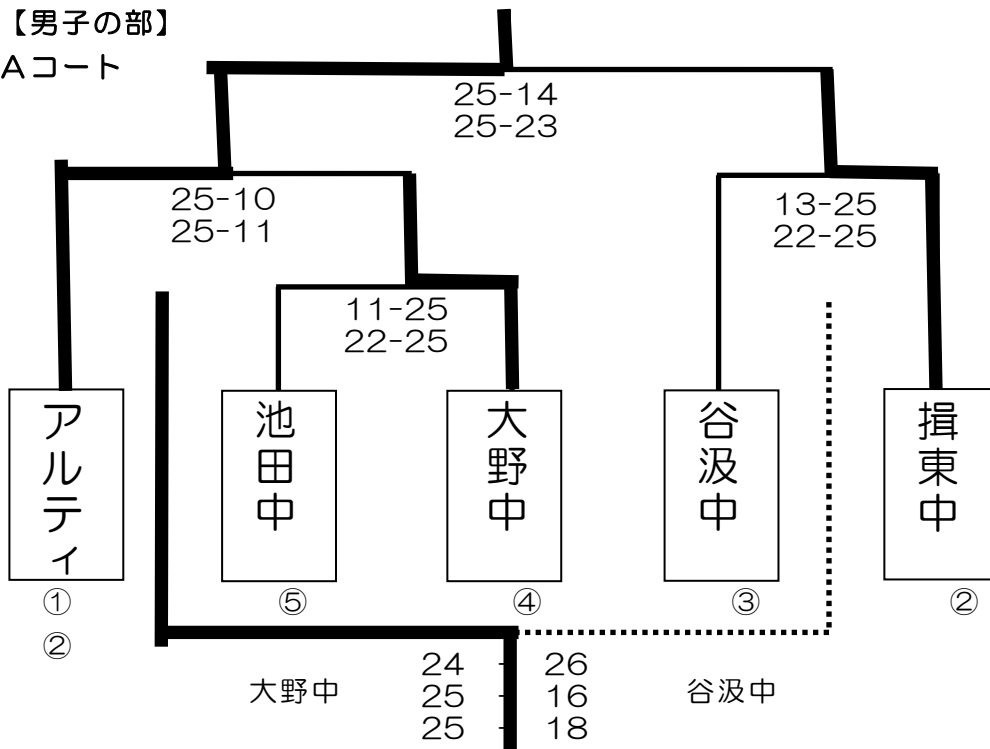 【男子の部】
Aコート
25-14
25-23
25-10
25-11
13-25
22-25
11-25
22-25
アルティ
池田中
大野中
谷汲中
揖東中
① ⑤ ④ ③ ②
②
大野中
24 - 26
25 - 16
25 - 18
谷汲中